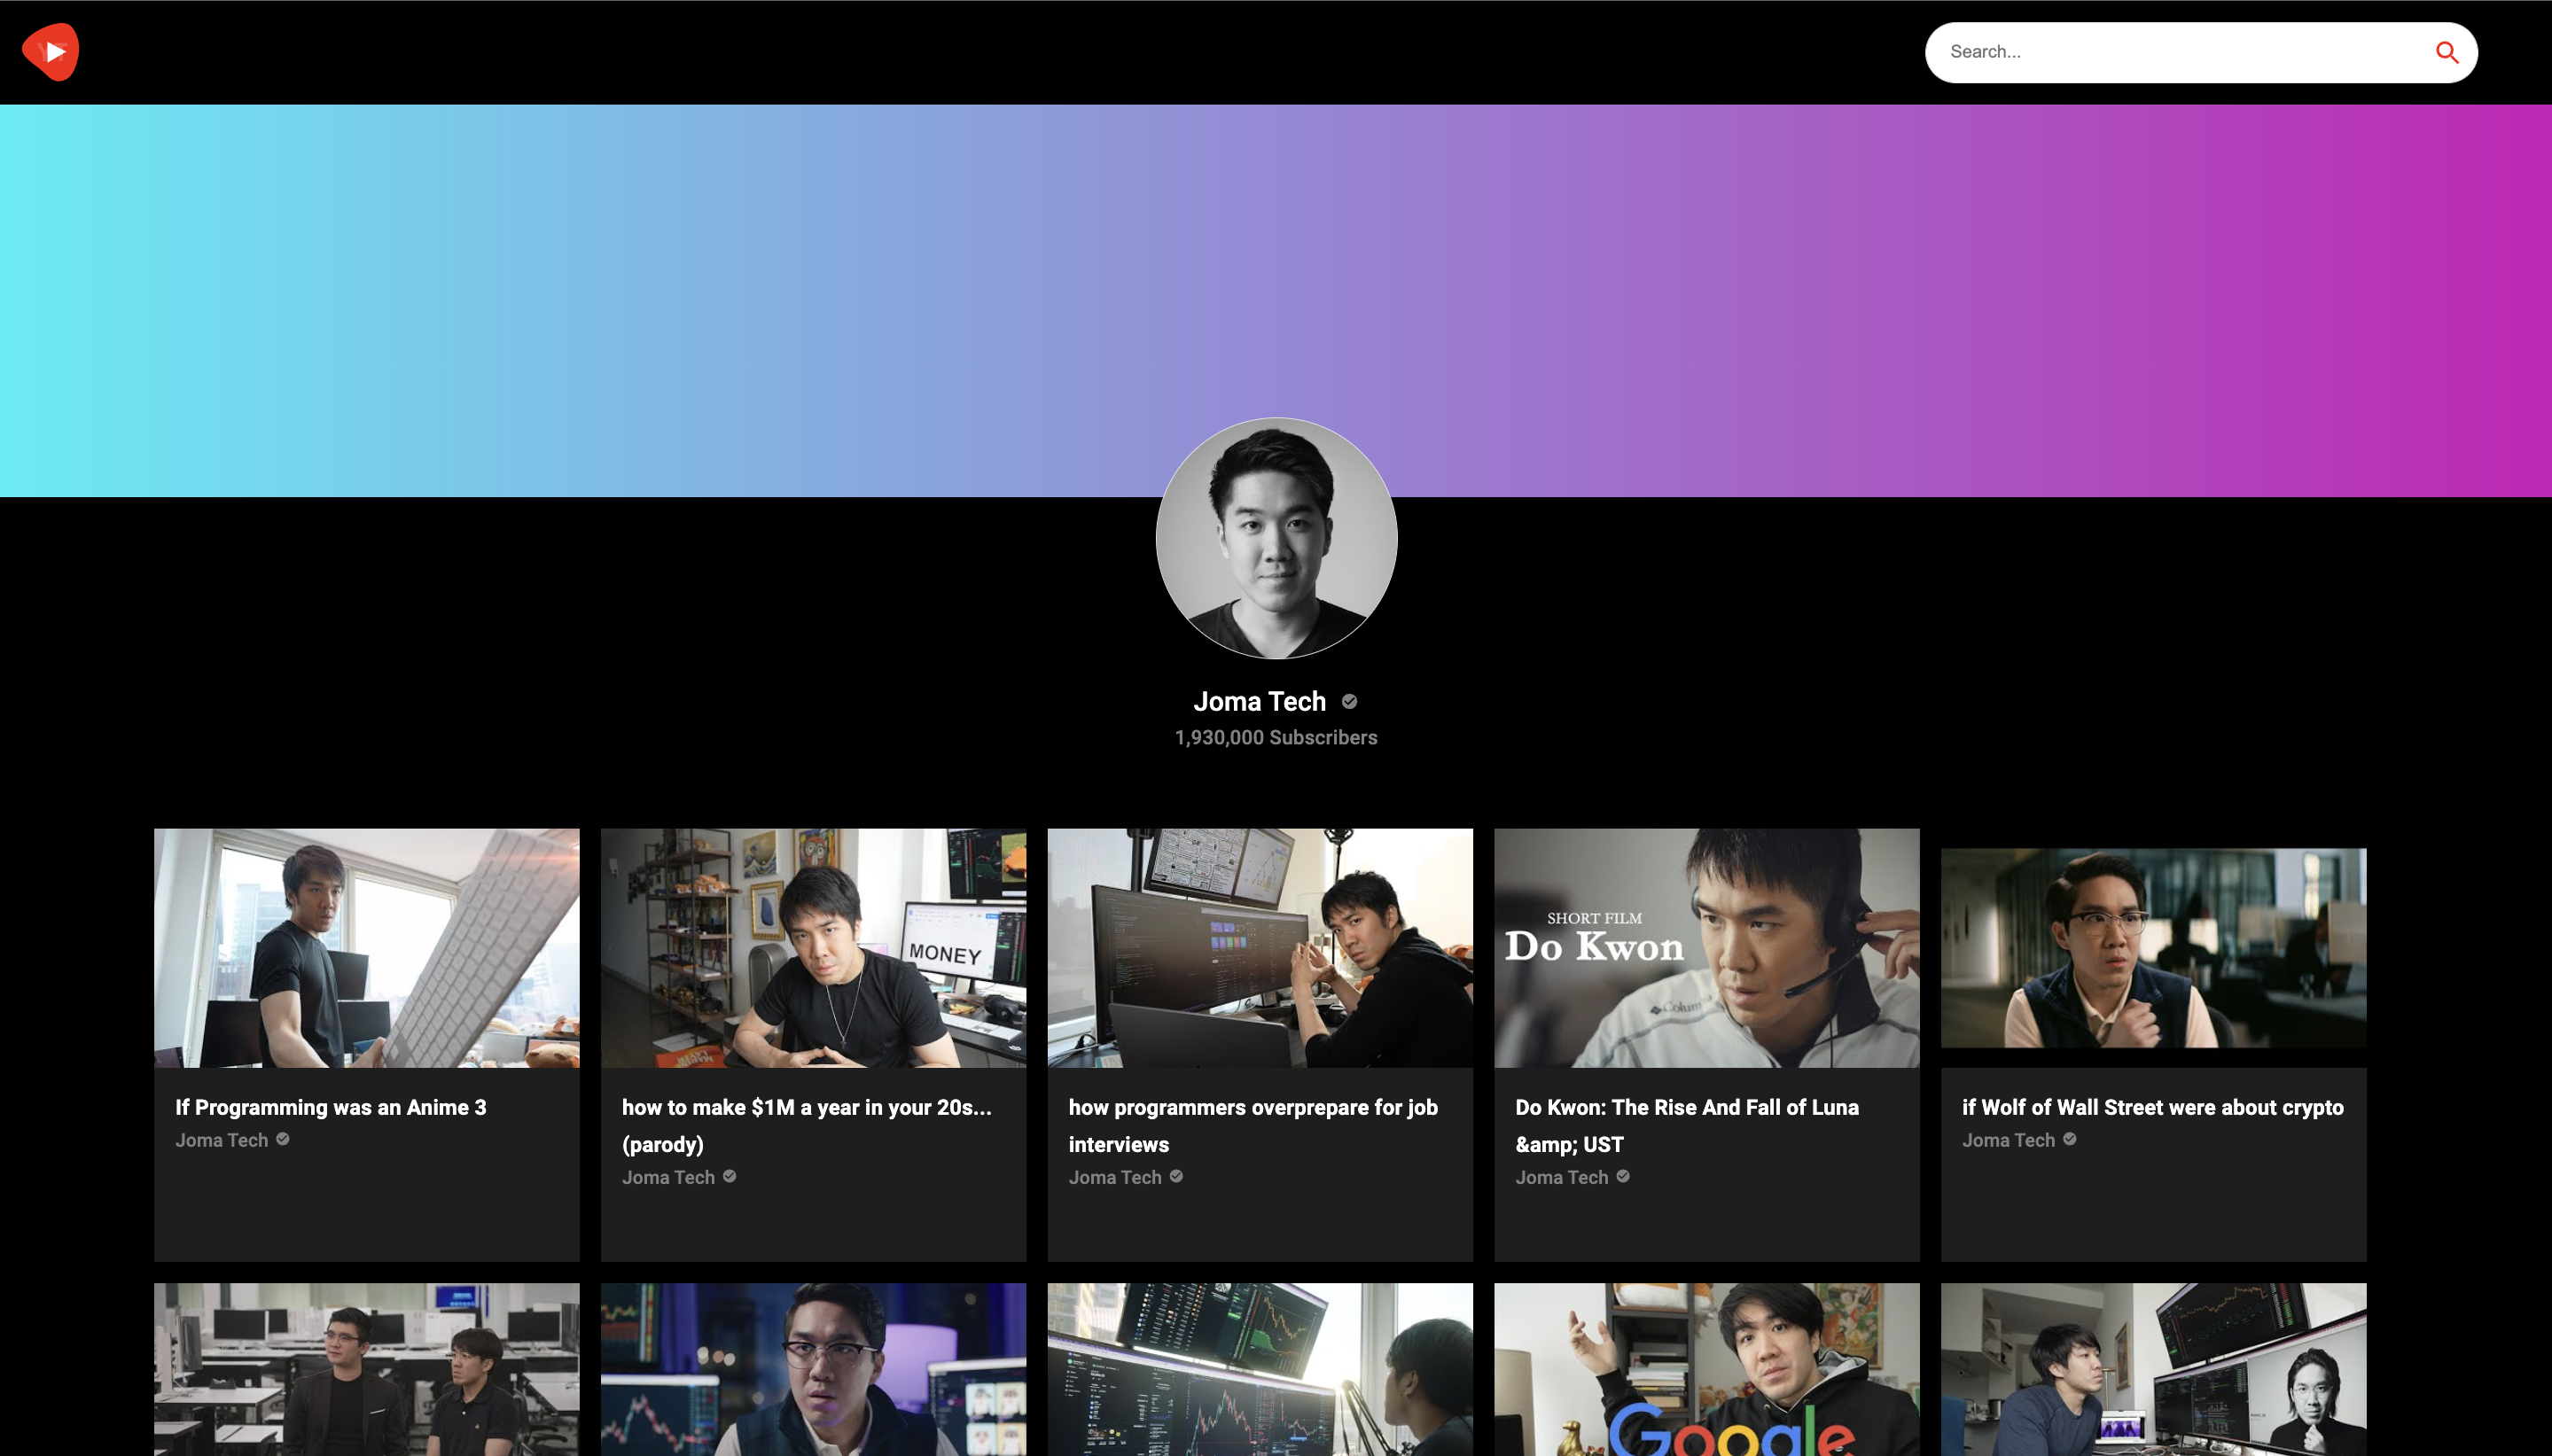 Search...
Joma Tech
1,930,000 Subscribers
MONEY
SHORT FILM
Do Kwon
Colum
If Programming was an Anime 3
Joma Tech
how to make $1M a year in your 20s...
(parody)
Joma Tech
how programmers overprepare for job
interviews
Joma Tech
Do Kwon: The Rise And Fall of Luna
&amp; UST
Joma Tech
if Wolf of Wall Street were about crypto
Joma Tech
Google